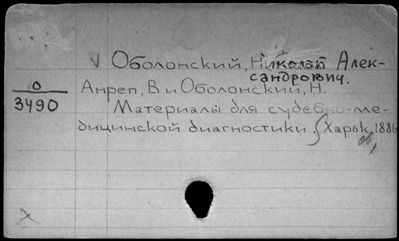 V Оболонский, Николай Алек-
сандрович.
О
3490
Анреп, В и Оболонский, Н.
Материалы для судебно-ме-
дицинской диагностики. Харьк, 1886
X